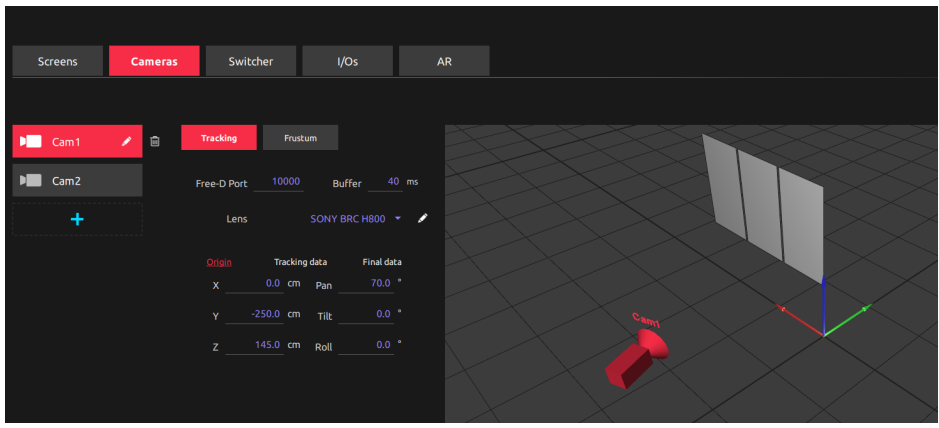 Screens Cameras Switcher I/Os AR
Cam1 Tracking Frustum
Cam2 Free-D Port 10000 Buffer 40 ms
+ Lens SONY BRC H800
Origin Tracking data Final data
X 0.0 cm Pan 70.0 °
Y -250.0 cm Tilt 0.0 °
Z 145.0 cm Roll 0.0 °
Cam1